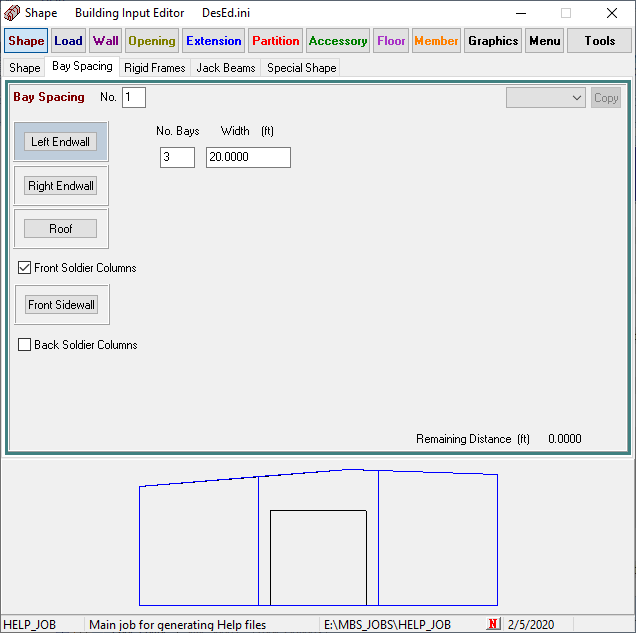 Shape Building Input Editor DesEd.ini
Shape Load Wall Opening Extension Partition Accessory Floor Member Graphics Menu Tools
Shape Bay Spacing Rigid Frames Jack Beams Special Shape
Bay Spacing No. 1 Copy
Left Endwall No. Bays Width (ft)
3 20.0000
Right Endwall
Roof
Front Soldier Columns
Front Sidewall
Back Soldier Columns
Remaining Distance (ft) 0.0000
HELP_JOB Main job for generating Help files E:\MBS_JOBS\HELP_JOB N 2/5/2020